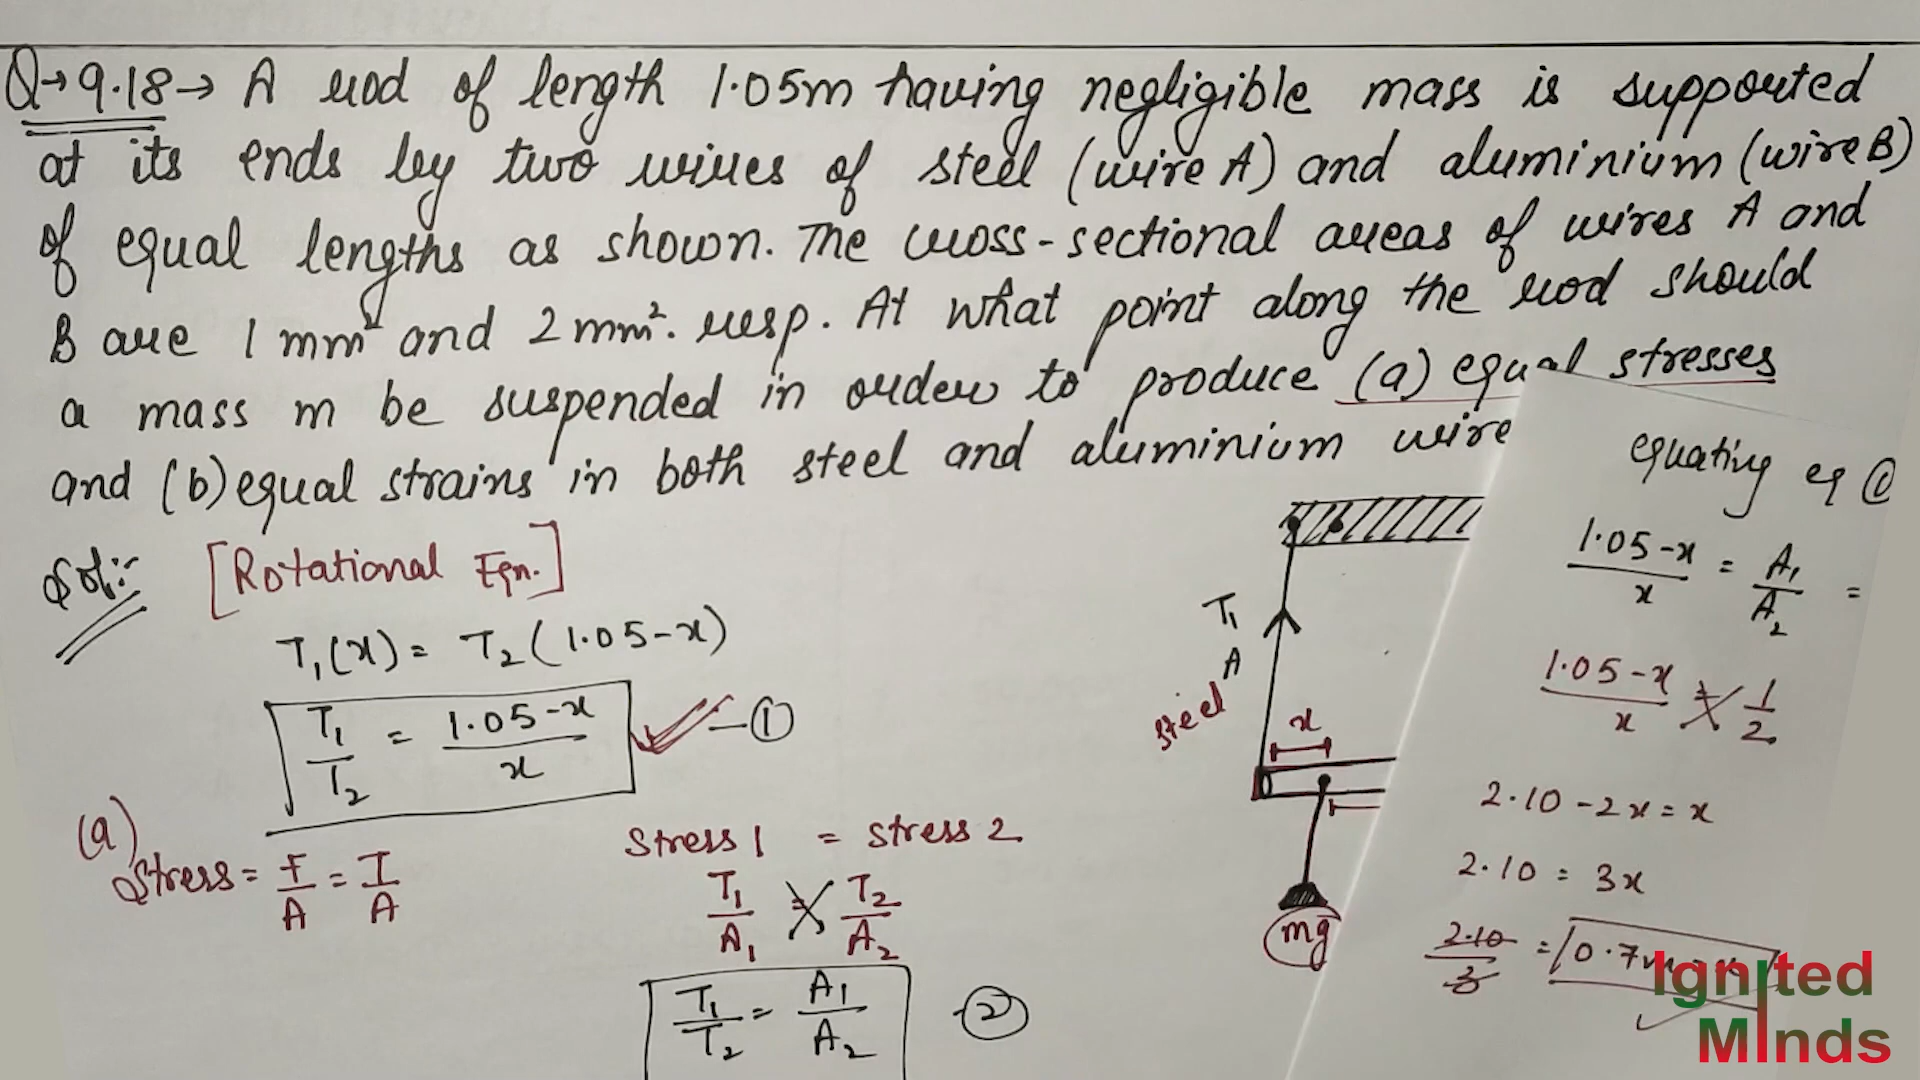 Q→9.18→ A rod of length 1.05m having negligible mass is supported
at its ends by two wires of steel (wire A) and aluminium (wire B)
of equal lengths as shown. The cross-sectional areas of wires A and
B are 1 mm² and 2 mm². resp. At what point along the rod should
a mass m be suspended in order to produce (a) equal stresses
and (b) equal strains in both steel and aluminium wire
Sol:-
[Rotational Eqn.]
T₁(x) = T₂(1.05-x)
T₁/T₂ = 1.05-x/x -①
(a)
Stress = F/A = T/A
Stress 1 = Stress 2
T₁/A₁ = T₂/A₂
T₁/T₂ = A₁/A₂ -②
T₁
A
steel
x
mg
equating eq ①
1.05-x/x = A₁/A₂ =
1.05-x/x = 1/2
2.10-2x = x
2.10 = 3x
2.10/3 = 0.7m = x
Ignited
Minds